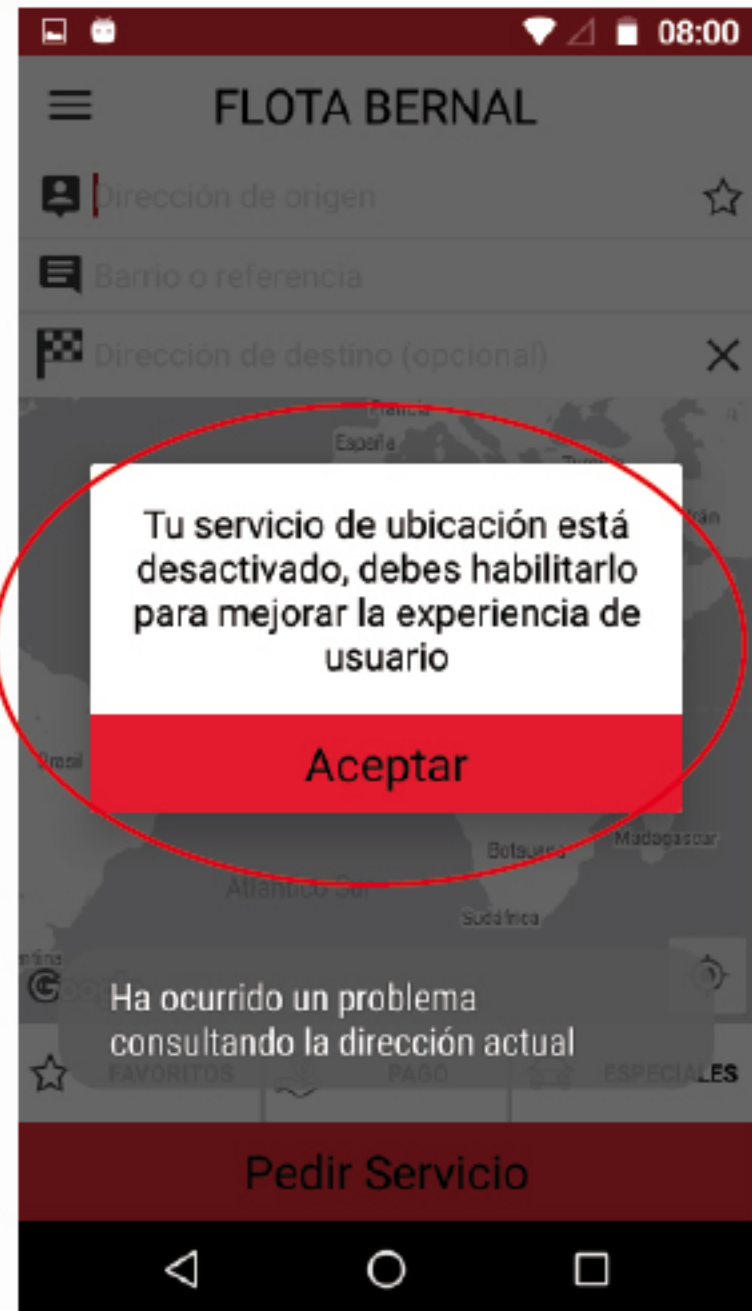 08:00
FLOTA BERNAL
Dirección de origen
Barrio o referencia
Dirección de destino (opcional)
Francia
España
Tu servicio de ubicación está
desactivado, debes habilitarlo
para mejorar la experiencia de
usuario
Aceptar
Brasil
Botsuana
Madagascar
Atlántico Sur
Sudáfrica
Ha ocurrido un problema
consultando la dirección actual
FAVORITOS
PAGO
ESPECIALES
Pedir Servicio